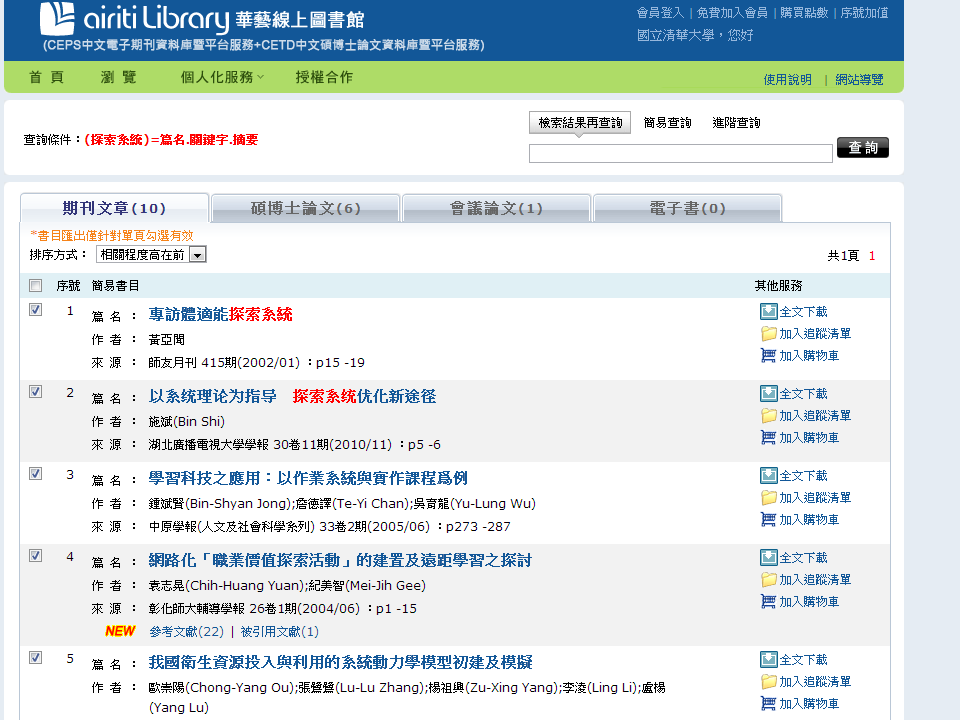 airiti Library 華藝線上圖書館
(CEPS中文電子期刊資料庫暨平台服務+CETD中文碩博士論文資料庫暨平台服務)
會員登入 | 免費加入會員 | 購買點數 | 序號加值
國立清華大學，您好
首 頁 瀏 覽 個人化服務 授權合作
使用說明 | 網站導覽
查詢條件：(探索系統)=篇名.關鍵字.摘要
檢索結果再查詢 簡易查詢 進階查詢
查 詢
期刊文章(10) 碩博士論文(6) 會議論文(1) 電子書(0)
*書目匯出僅針對單頁勾選有效
排序方式： 相關程度高在前
共1頁 1
序號 簡易書目 其他服務
1 篇 名 ： 專訪體適能探索系統 全文下載
作 者 ： 黃亞聞 加入追蹤清單
來 源 ： 師友月刊 415期(2002/01) ：p15 -19 加入購物車
2 篇 名 ： 以系统理论为指导 探索系统优化新途径 全文下載
作 者 ： 施斌(Bin Shi) 加入追蹤清單
來 源 ： 湖北廣播電視大學學報 30卷11期(2010/11) ：p5 -6 加入購物車
3 篇 名 ： 學習科技之應用：以作業系統與實作課程爲例 全文下載
作 者 ： 鍾斌賢(Bin-Shyan Jong);詹德譯(Te-Yi Chan);吳育龍(Yu-Lung Wu) 加入追蹤清單
來 源 ： 中原學報(人文及社會科學系列) 33卷2期(2005/06) ：p273 -287 加入購物車
4 篇 名 ： 網路化「職業價值探索活動」的建置及遠距學習之探討 全文下載
作 者 ： 袁志晃(Chih-Huang Yuan);紀美智(Mei-Jih Gee) 加入追蹤清單
來 源 ： 彰化師大輔導學報 26卷1期(2004/06) ：p1 -15 加入購物車
NEW 參考文獻(22) | 被引用文獻(1)
5 篇 名 ： 我國衛生資源投入與利用的系統動力學模型初建及模擬 全文下載
作 者 ： 歐崇陽(Chong-Yang Ou);張鷺鷺(Lu-Lu Zhang);楊祖興(Zu-Xing Yang);李淩(Ling Li);盧楊 加入追蹤清單
(Yang Lu) 加入購物車